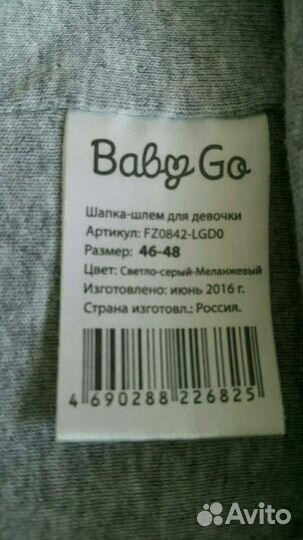 Baby Go
Шапка-шлем для девочки
Артикул: FZ0842-LGD0
Размер: 46-48
Цвет: Светло-серый-Меланжевый
Изготовлено: июнь 2016 г.
Страна изготовл.: Россия.
4 690288 226825
Avito